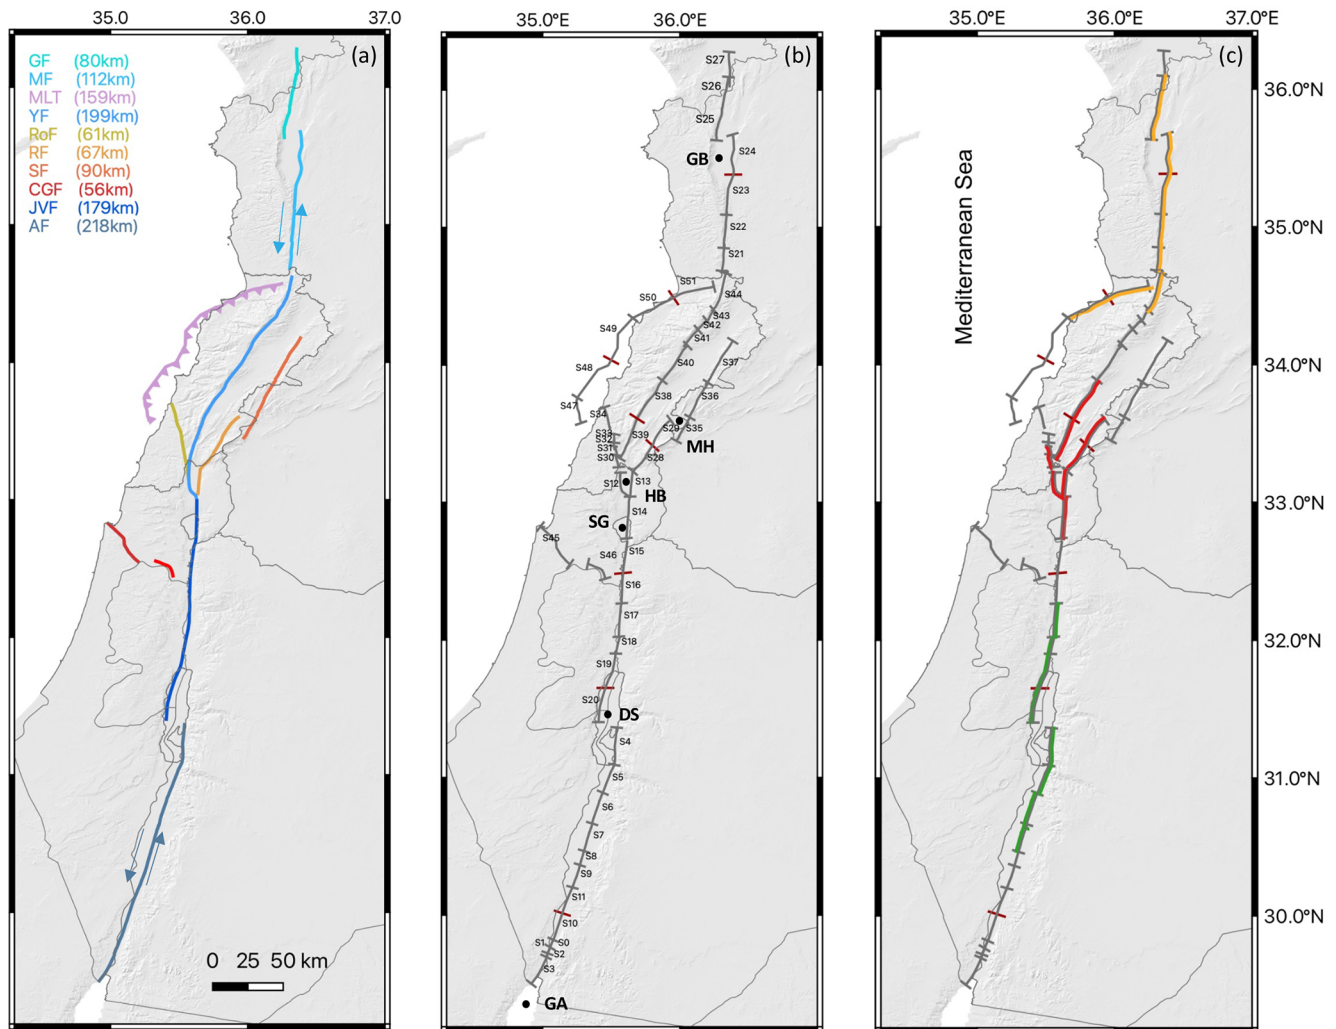 35.0
36.0
37.0
35.0°E
36.0°E
35.0°E
36.0°E
37.0°E
(a)
GF (80km)
MF (112km)
MLT (159km)
YF (199km)
RoF (61km)
RF (67km)
SF (90km)
CGF (56km)
JVF (179km)
AF (218km)
0 25 50 km
(b)
S27
S26
S25
GB
S24
S23
S22
S21
S51
S50
S44
S49
S43
S42
S41
S48
S40
S37
S47
S38
S36
S34
S39
S29
S35
S33
S32
S31
S30
S28
MH
S12
S13
HB
S14
SG
S45
S46
S15
S16
S17
S18
S19
S20
DS
S4
S5
S6
S7
S8
S9
S11
S10
S1
S0
S2
S3
GA
(c)
Mediterranean Sea
36.0°N
35.0°N
34.0°N
33.0°N
32.0°N
31.0°N
30.0°N